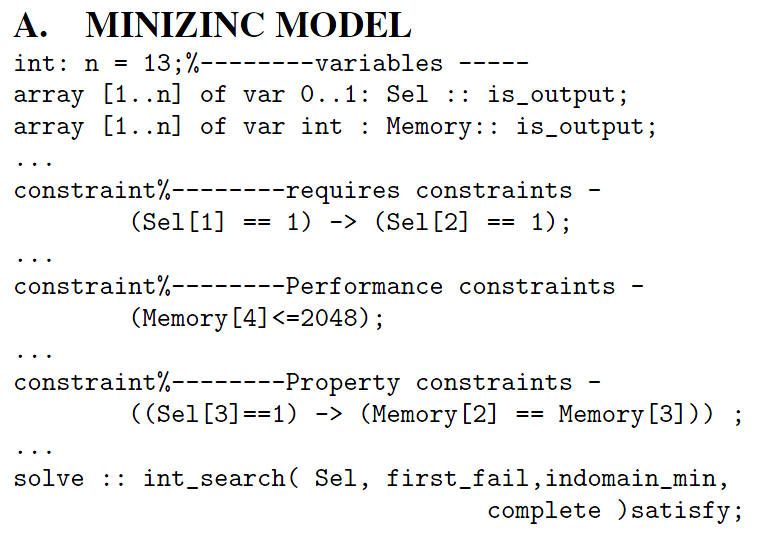 A. MINIZINC MODEL
int: n = 13;%--------variables -----
array [1..n] of var 0..1: Sel :: is_output;
array [1..n] of var int : Memory:: is_output;
...
constraint%--------requires constraints -
(Sel[1] == 1) -> (Sel[2] == 1);
...
constraint%--------Performance constraints -
(Memory[4]<=2048);
...
constraint%--------Property constraints -
((Sel[3]==1) -> (Memory[2] == Memory[3])) ;
...
solve :: int_search( Sel, first_fail,indomain_min,
complete )satisfy;